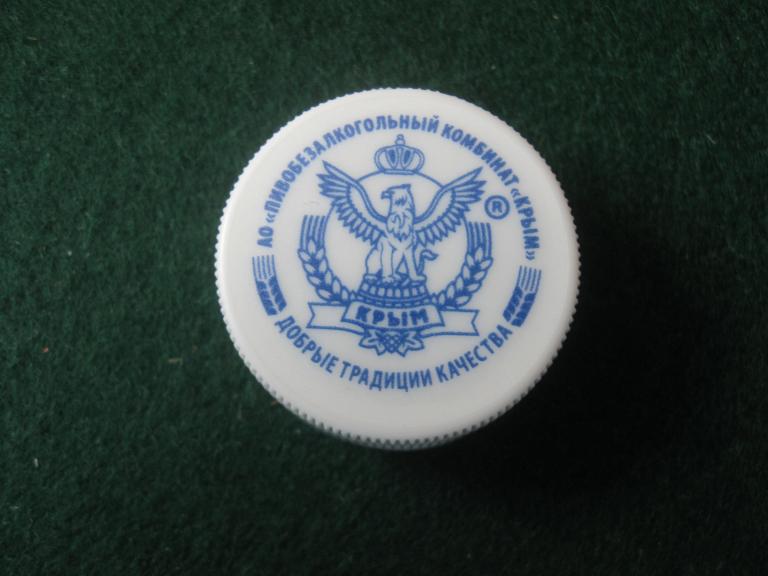 АО «ПИВОБЕЗАЛКОГОЛЬНЫЙ КОМБИНАТ «КРЫМ»
®
КРЫМ
ДОБРЫЕ ТРАДИЦИИ КАЧЕСТВА